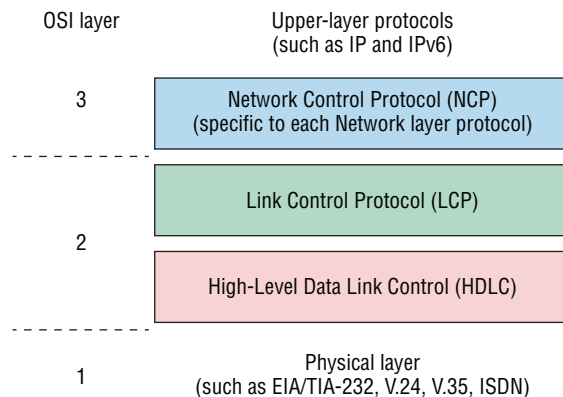 OSI layer
Upper-layer protocols
(such as IP and IPv6)
3
Network Control Protocol (NCP)
(specific to each Network layer protocol)
2
Link Control Protocol (LCP)
High-Level Data Link Control (HDLC)
1
Physical layer
(such as EIA/TIA-232, V.24, V.35, ISDN)